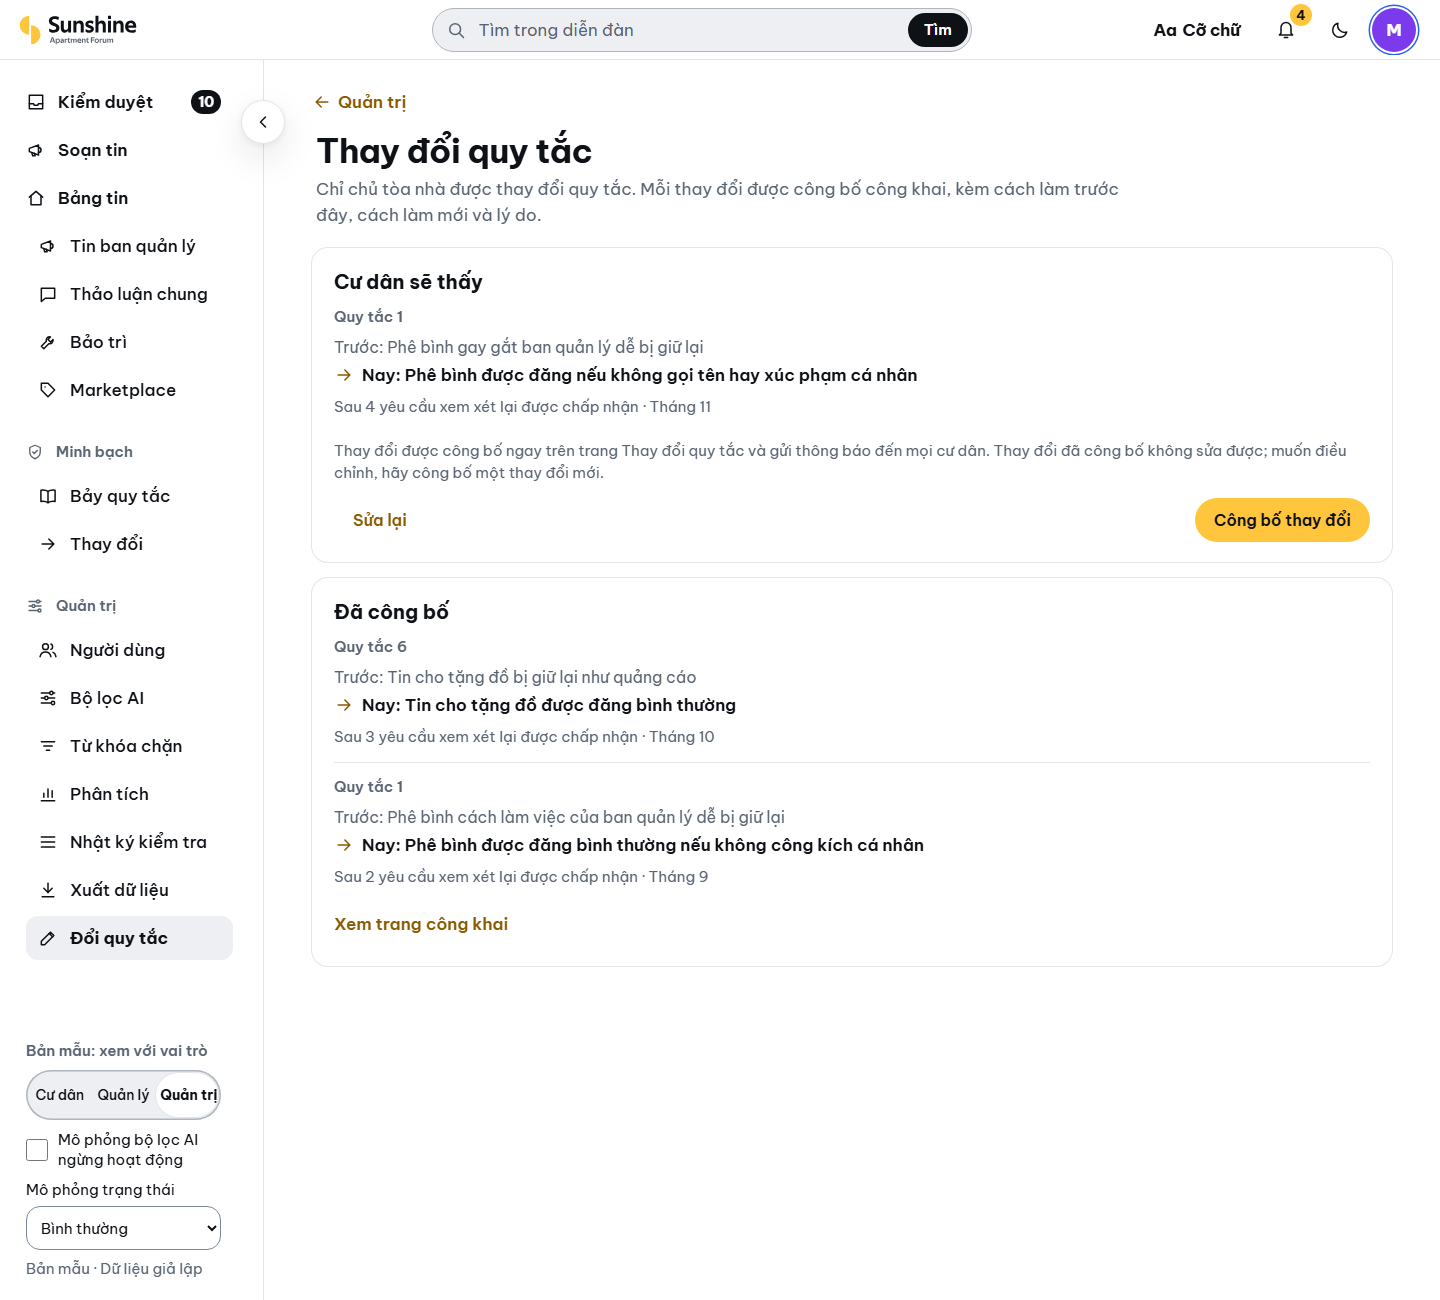 Sunshine
Apartment Forum
Tìm trong diễn đàn
Tìm
Aa Cỡ chữ
4
M
Kiểm duyệt
10
Soạn tin
Bảng tin
Tin ban quản lý
Thảo luận chung
Bảo trì
Marketplace
Minh bạch
Bảy quy tắc
Thay đổi
Quản trị
Người dùng
Bộ lọc AI
Từ khóa chặn
Phân tích
Nhật ký kiểm tra
Xuất dữ liệu
Đổi quy tắc
Bản mẫu: xem với vai trò
Cư dân
Quản lý
Quản trị
Mô phỏng bộ lọc AI
ngừng hoạt động
Mô phỏng trạng thái
Bình thường
Bản mẫu · Dữ liệu giả lập
Quản trị
Thay đổi quy tắc
Chỉ chủ tòa nhà được thay đổi quy tắc. Mỗi thay đổi được công bố công khai, kèm cách làm trước
đây, cách làm mới và lý do.
Cư dân sẽ thấy
Quy tắc 1
Trước: Phê bình gay gắt ban quản lý dễ bị giữ lại
→ Nay: Phê bình được đăng nếu không gọi tên hay xúc phạm cá nhân
Sau 4 yêu cầu xem xét lại được chấp nhận · Tháng 11
Thay đổi được công bố ngay trên trang Thay đổi quy tắc và gửi thông báo đến mọi cư dân. Thay đổi đã công bố không sửa được; muốn điều
chỉnh, hãy công bố một thay đổi mới.
Sửa lại
Công bố thay đổi
Đã công bố
Quy tắc 6
Trước: Tin cho tặng đồ bị giữ lại như quảng cáo
→ Nay: Tin cho tặng đồ được đăng bình thường
Sau 3 yêu cầu xem xét lại được chấp nhận · Tháng 10
Quy tắc 1
Trước: Phê bình cách làm việc của ban quản lý dễ bị giữ lại
→ Nay: Phê bình được đăng bình thường nếu không công kích cá nhân
Sau 2 yêu cầu xem xét lại được chấp nhận · Tháng 9
Xem trang công khai